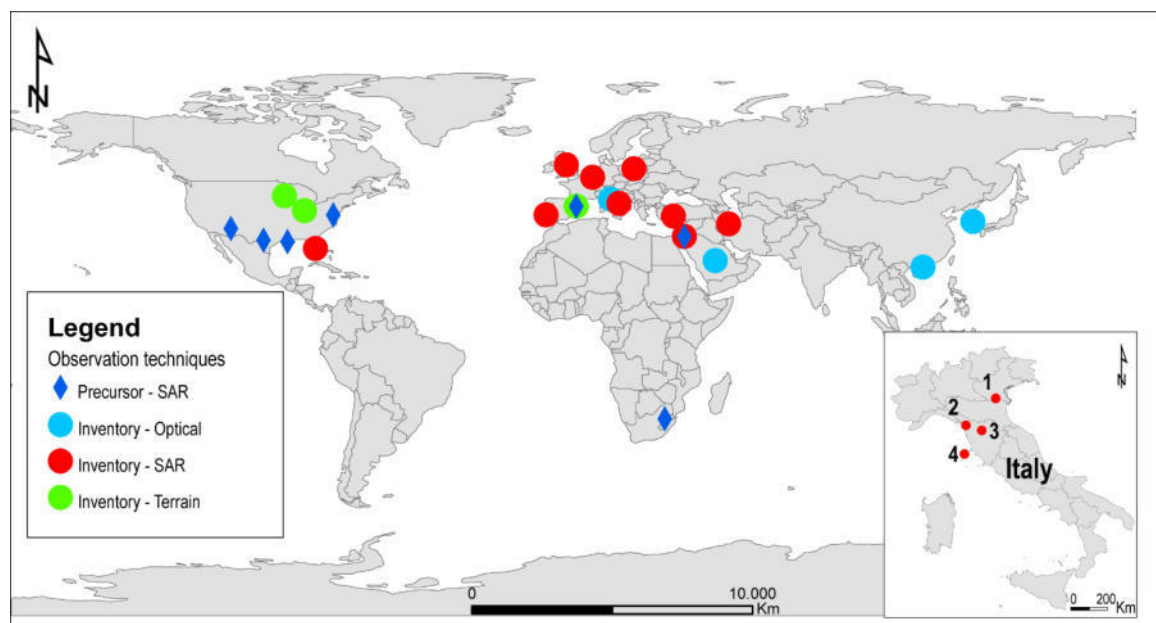 N
Legend
Observation techniques
Precursor - SAR
Inventory - Optical
Inventory - SAR
Inventory - Terrain
0 10.000
Km
N
1
2
3
4
Italy
0 200
Km